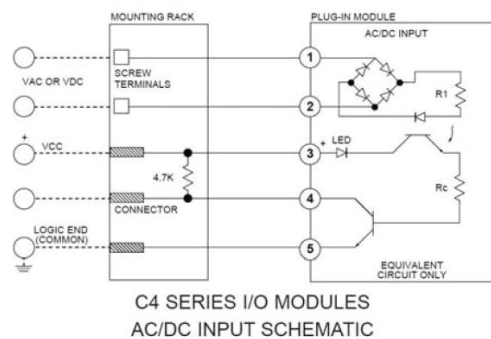 MOUNTING RACK
PLUG-IN MODULE
AC/DC INPUT
1
VAC OR VDC
SCREW
TERMINALS
R1
2
+
VCC
3
+
LED
4.7K
Rc
4
CONNECTOR
LOGIC END
(COMMON)
5
EQUIVALENT
CIRCUIT ONLY
C4 SERIES I/O MODULES
AC/DC INPUT SCHEMATIC